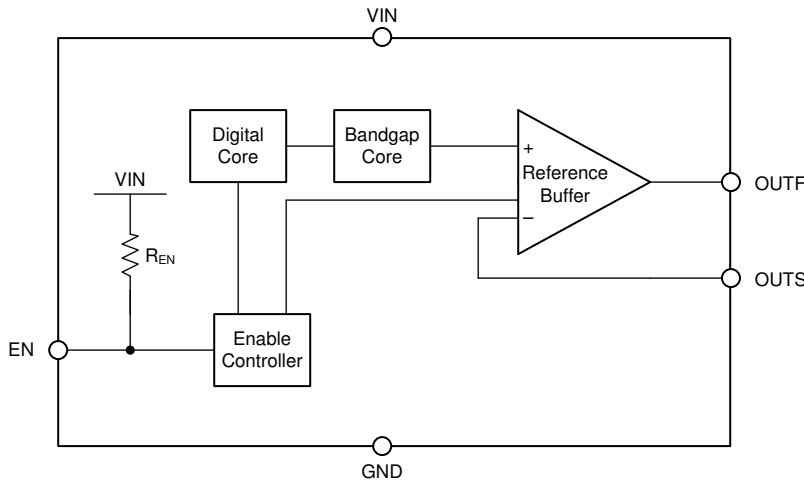 VIN
Digital
Core
Bandgap
Core
+
Reference
Buffer
−
OUTF
OUTS
VIN
REN
EN
Enable
Controller
GND